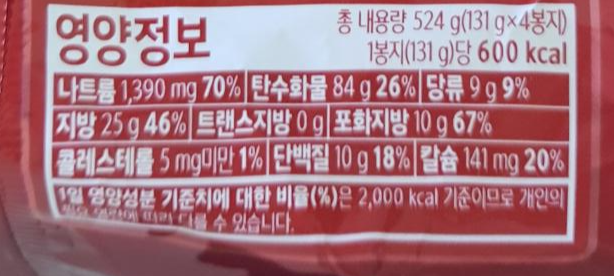 영양정보
총 내용량 524 g(131 g×4봉지)
1봉지(131 g)당 600 kcal
나트륨 1,390 mg 70% 탄수화물 84 g 26% 당류 9 g 9%
지방 25 g 46% 트랜스지방 0 g 포화지방 10 g 67%
콜레스테롤 5 mg미만 1% 단백질 10 g 18% 칼슘 141 mg 20%
1일 영양성분 기준치에 대한 비율(%)은 2,000 kcal 기준이므로 개인의
따라 다를 수 있습니다.